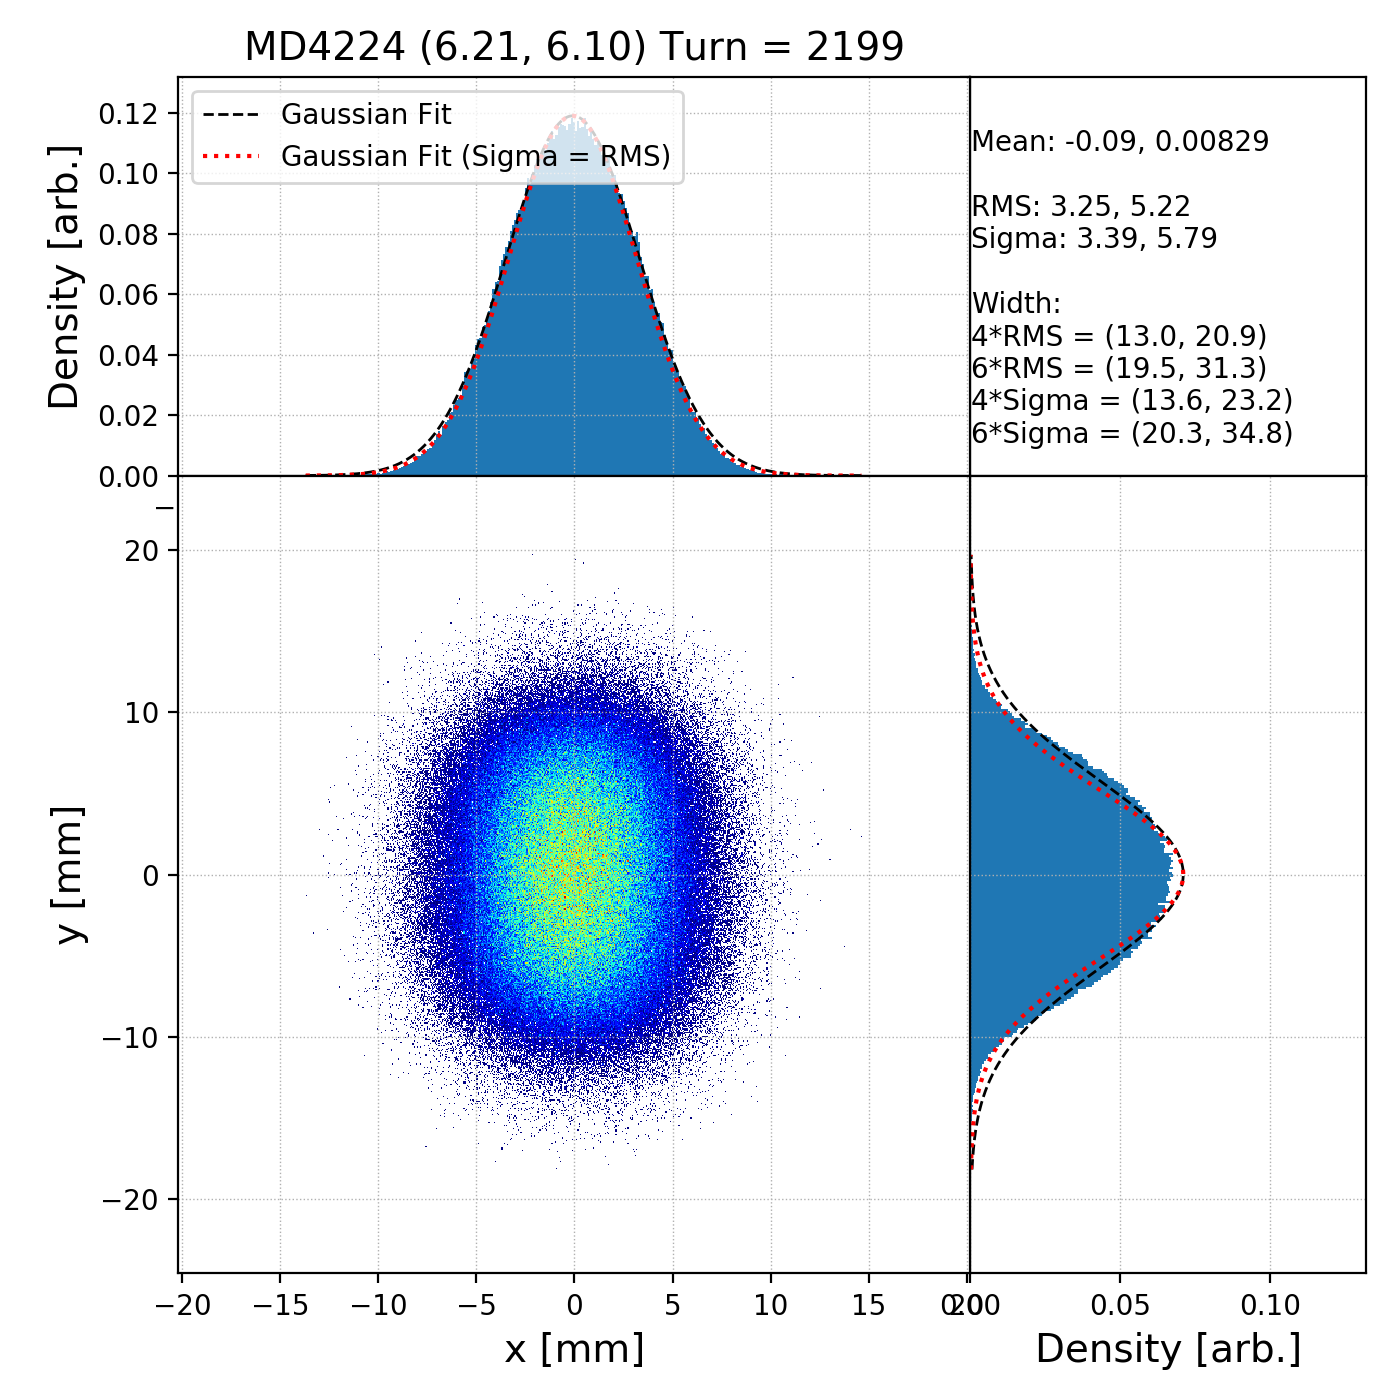 MD4224 (6.21, 6.10) Turn = 2199
Gaussian Fit
Gaussian Fit (Sigma = RMS)
Density [arb.]
0.12
0.10
0.08
0.06
0.04
0.02
0.00
Mean: -0.09, 0.00829
RMS: 3.25, 5.22
Sigma: 3.39, 5.79
Width:
4*RMS = (13.0, 20.9)
6*RMS = (19.5, 31.3)
4*Sigma = (13.6, 23.2)
6*Sigma = (20.3, 34.8)
y [mm]
20
10
0
−10
−20
−20 −15 −10 −5 0 5 10 15
0.05 0.10
x [mm]
Density [arb.]